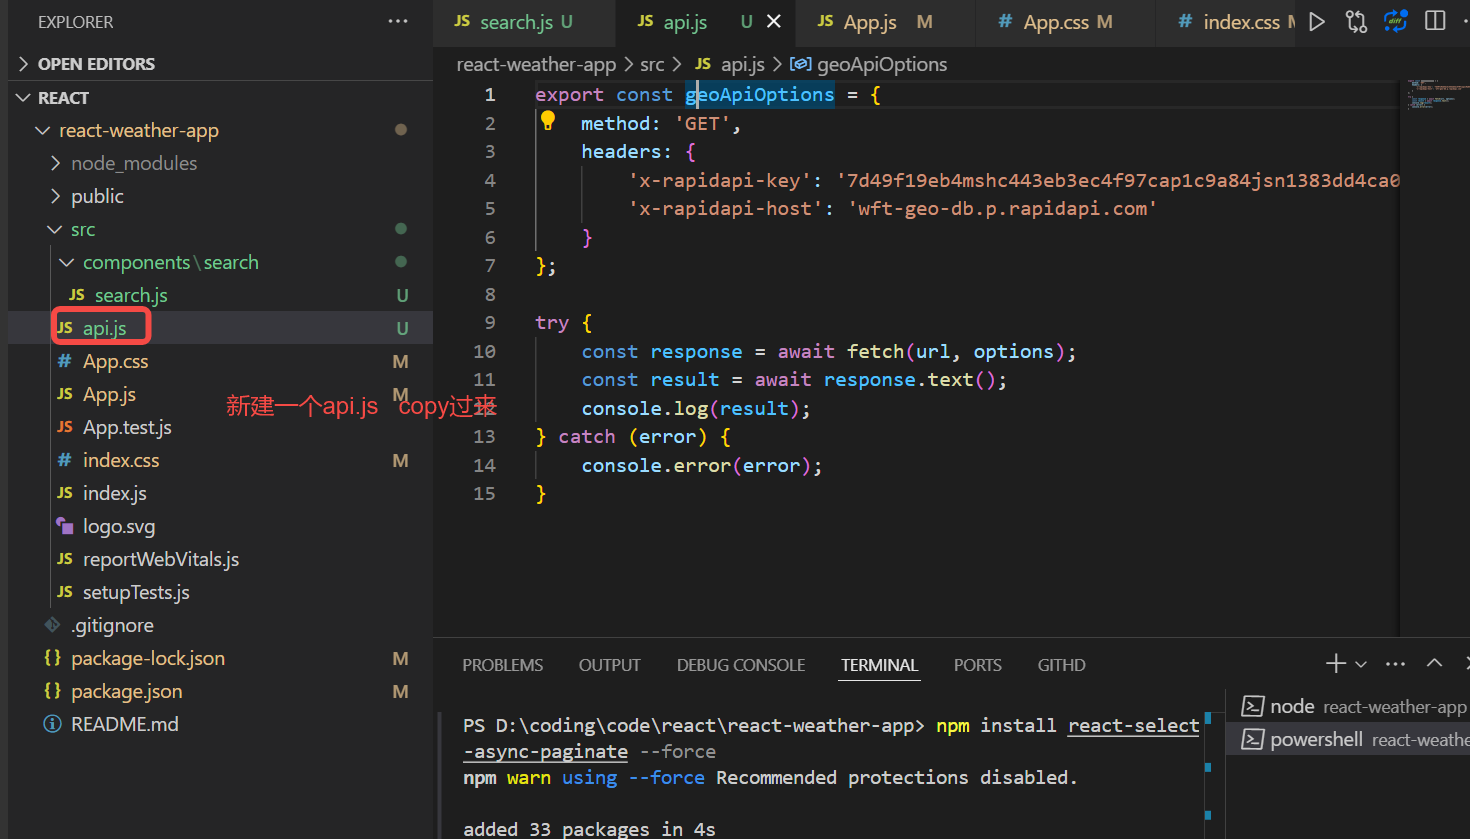 EXPLORER
OPEN EDITORS
REACT
react-weather-app
node_modules
public
src
components\search
JS search.js U
JS api.js U
# App.css M
JS App.js M
JS App.test.js
# index.css M
JS index.js
logo.svg
JS reportWebVitals.js
JS setupTests.js
.gitignore
{} package-lock.json M
{} package.json M
README.md
新建一个api.js copy过来
JS search.js U JS api.js U JS App.js M # App.css M # index.css
react-weather-app > src > JS api.js > geoApiOptions
1 export const geoApiOptions = {
2 method: 'GET',
3 headers: {
4 'x-rapidapi-key': '7d49f19eb4mshc443eb3ec4f97cap1c9a84jsn1383dd4ca0
5 'x-rapidapi-host': 'wft-geo-db.p.rapidapi.com'
6 }
7 };
8
9 try {
10 const response = await fetch(url, options);
11 const result = await response.text();
12 console.log(result);
13 } catch (error) {
14 console.error(error);
15 }
PROBLEMS OUTPUT DEBUG CONSOLE TERMINAL PORTS GITHD
PS D:\coding\code\react\react-weather-app> npm install react-select
-async-paginate --force
npm warn using --force Recommended protections disabled.
added 33 packages in 4s
node react-weather-app
powershell react-weathe